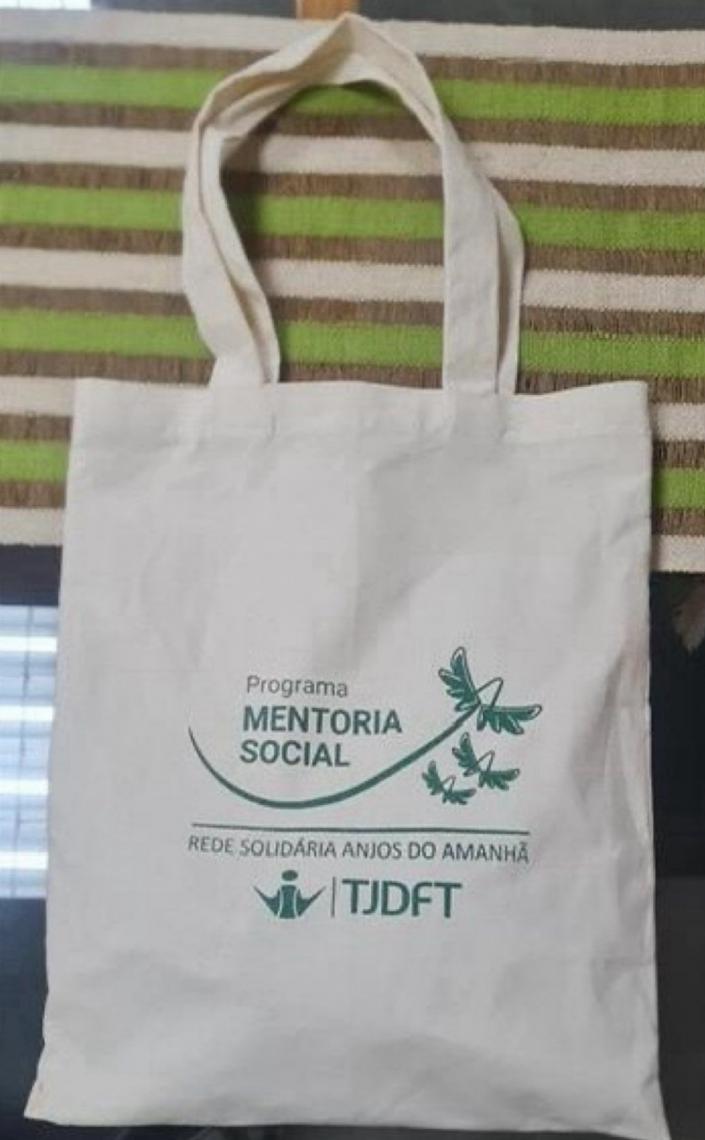 Programa
MENTORIA
SOCIAL
REDE SOLIDÁRIA ANJOS DO AMANHÃ
TJDFT